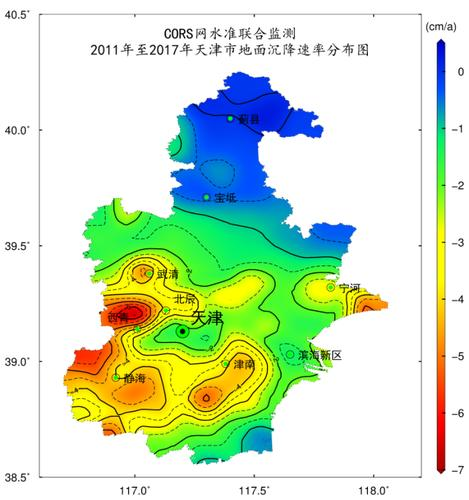 CORS网水准联合监测
2011年至2017年天津市地面沉降速率分布图
(cm/a)
40.5°
40.0°
39.5°
39.0°
38.5°
117.0°
117.5°
118.0°
0
−1
−2
−3
−4
−5
−6
−7
蓟县
宝坻
武清
宁河
北辰
西青
天津
滨海新区
津南
静海